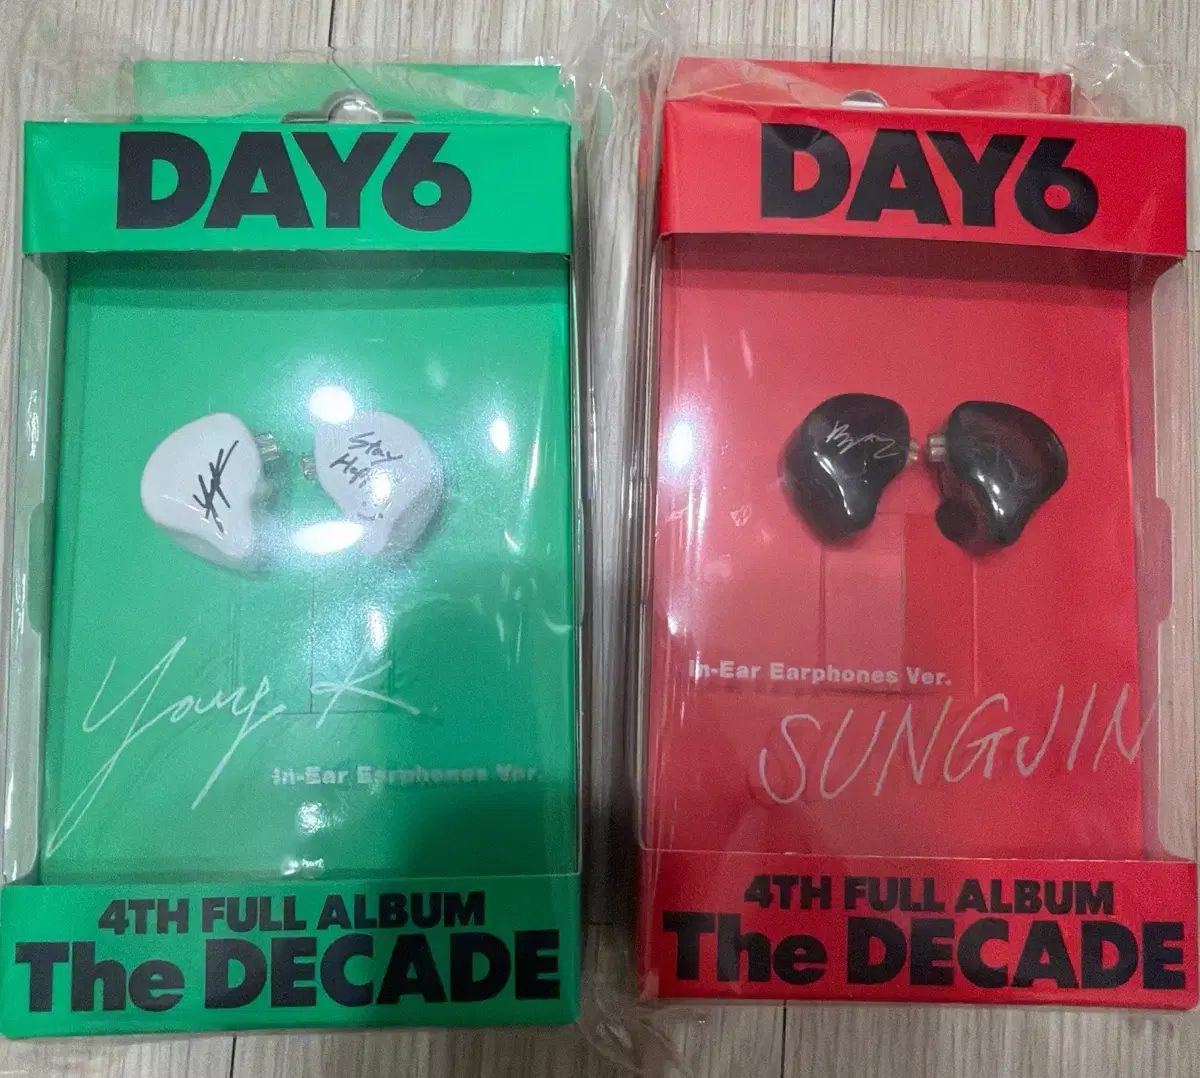 DAY6
Stay
Young K
In-Ear Earphones Ver.
4TH FULL ALBUM
The DECADE
DAY6
In-Ear Earphones Ver.
SUNGJIN
4TH FULL ALBUM
The DECADE